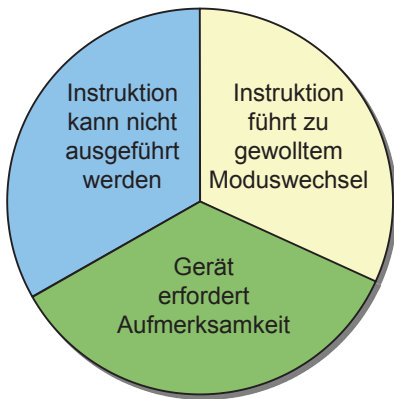 Instruktion
kann nicht
ausgeführt
werden
Instruktion
führt zu
gewolltem
Moduswechsel
Gerät
erfordert
Aufmerksamkeit